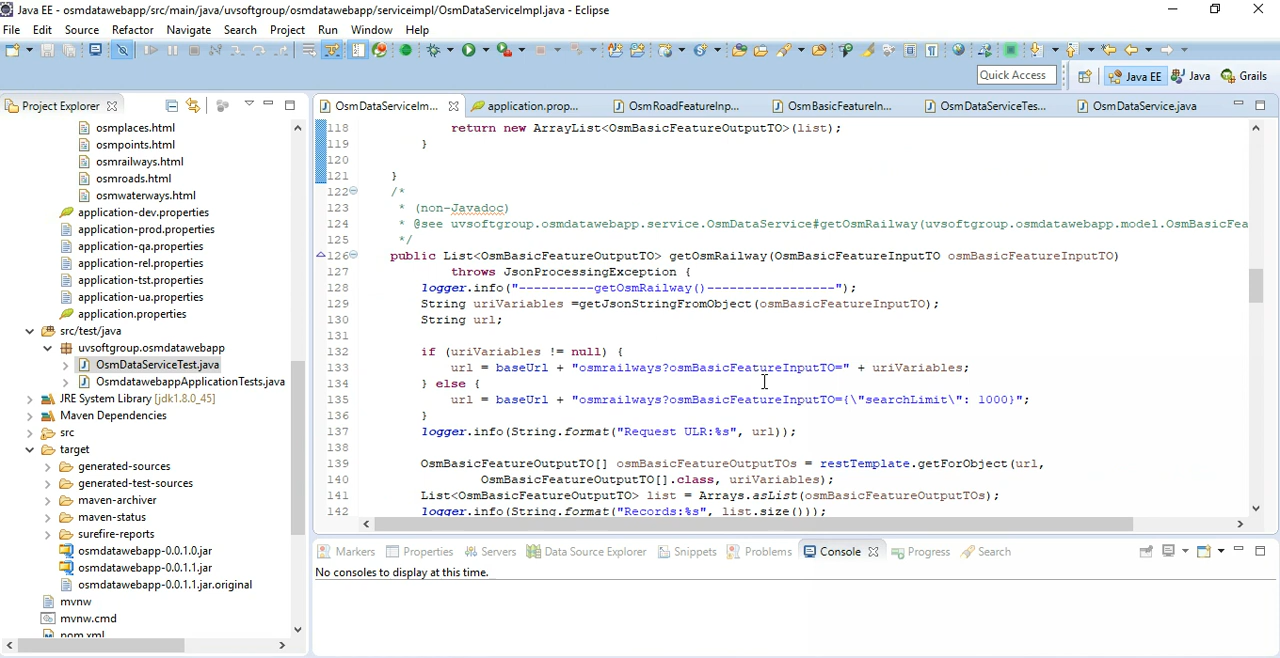 Java EE - osmdatawebapp/src/main/java/uvsoftgroup/osmdatawebapp/serviceimpl/OsmDataServiceImpl.java - Eclipse
File Edit Source Refactor Navigate Search Project Run Window Help
Quick Access Java EE Java Grails
Project Explorer
osmplaces.html
osmpoints.html
osmrailways.html
osmroads.html
osmwaterways.html
application-dev.properties
application-prod.properties
application-qa.properties
application-rel.properties
application-tst.properties
application-ua.properties
application.properties
src/test/java
uvsoftgroup.osmdatawebapp
OsmDataServiceTest.java
OsmdatawebappApplicationTests.java
JRE System Library [jdk1.8.0_45]
Maven Dependencies
src
target
generated-sources
generated-test-sources
maven-archiver
maven-status
surefire-reports
osmdatawebapp-0.0.1.0.jar
osmdatawebapp-0.0.1.1.jar
osmdatawebapp-0.0.1.1.jar.original
mvnw
mvnw.cmd
pom.xml
OsmDataServiceIm... application.prop... OsmRoadFeatureInp... OsmBasicFeatureIn... OsmDataServiceTes... OsmDataService.java
118 return new ArrayList<OsmBasicFeatureOutputTO>(list);
119 }
120
121 }
122 /*
123 * (non-Javadoc)
124 * @see uvsoftgroup.osmdatawebapp.service.OsmDataService#getOsmRailway(uvsoftgroup.osmdatawebapp.model.OsmBasicFea
125 */
126 public List<OsmBasicFeatureOutputTO> getOsmRailway(OsmBasicFeatureInputTO osmBasicFeatureInputTO)
127 throws JsonProcessingException {
128 logger.info("----------getOsmRailway()-----------------");
129 String uriVariables =getJsonStringFromObject(osmBasicFeatureInputTO);
130 String url;
131
132 if (uriVariables != null) {
133 url = baseUrl + "osmrailways?osmBasicFeatureInputTO=" + uriVariables;
134 } else {
135 url = baseUrl + "osmrailways?osmBasicFeatureInputTO={\"searchLimit\": 1000}";
136 }
137 logger.info(String.format("Request ULR:%s", url));
138
139 OsmBasicFeatureOutputTO[] osmBasicFeatureOutputTOs = restTemplate.getForObject(url,
140 OsmBasicFeatureOutputTO[].class, uriVariables);
141 List<OsmBasicFeatureOutputTO> list = Arrays.asList(osmBasicFeatureOutputTOs);
142 logger.info(String.format("Records:%s", list.size()));
Markers Properties Servers Data Source Explorer Snippets Problems Console Progress Search
No consoles to display at this time.